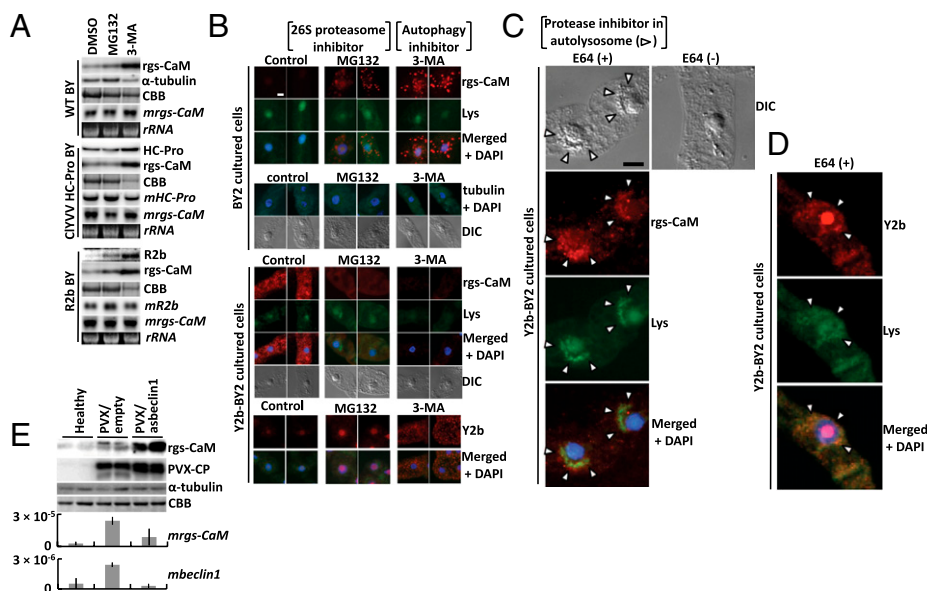 A
DMSO
MG132
3-MA
WT BY
rgs-CaM
α-tubulin
CBB
mrgs-CaM
rRNA
ClYVV HC-Pro BY
HC-Pro
rgs-CaM
CBB
mHC-Pro
mrgs-CaM
rRNA
R2b BY
R2b
rgs-CaM
CBB
mR2b
mrgs-CaM
rRNA
B
26S proteasome
inhibitor
Autophagy
inhibitor
Control MG132 3-MA
BY2 cultured cells
rgs-CaM
Lys
Merged
+ DAPI
control MG132 3-MA
tubulin
+ DAPI
DIC
Control MG132 3-MA
Y2b-BY2 cultured cells
rgs-CaM
Lys
Merged
+ DAPI
DIC
Control MG132 3-MA
Y2b
Merged
+ DAPI
C
Protease inhibitor in
autolysosome (▷)
E64 (+) E64 (-)
DIC
Y2b-BY2 cultured cells
rgs-CaM
Lys
Merged
+ DAPI
D
E64 (+)
Y2b-BY2 cultured cells
Y2b
Lys
Merged
+ DAPI
E
Healthy
PVX/
empty
PVX/
asbeclin1
rgs-CaM
PVX-CP
α-tubulin
CBB
3 × 10-5
0
mrgs-CaM
3 × 10-6
0
mbeclin1